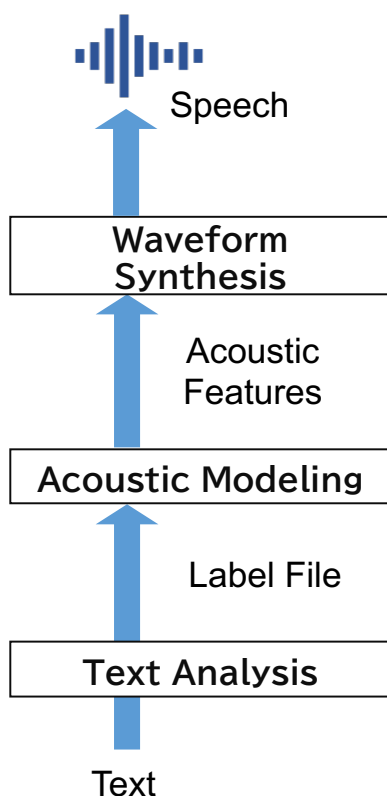 Speech
Waveform
Synthesis
Acoustic
Features
Acoustic Modeling
Label File
Text Analysis
Text